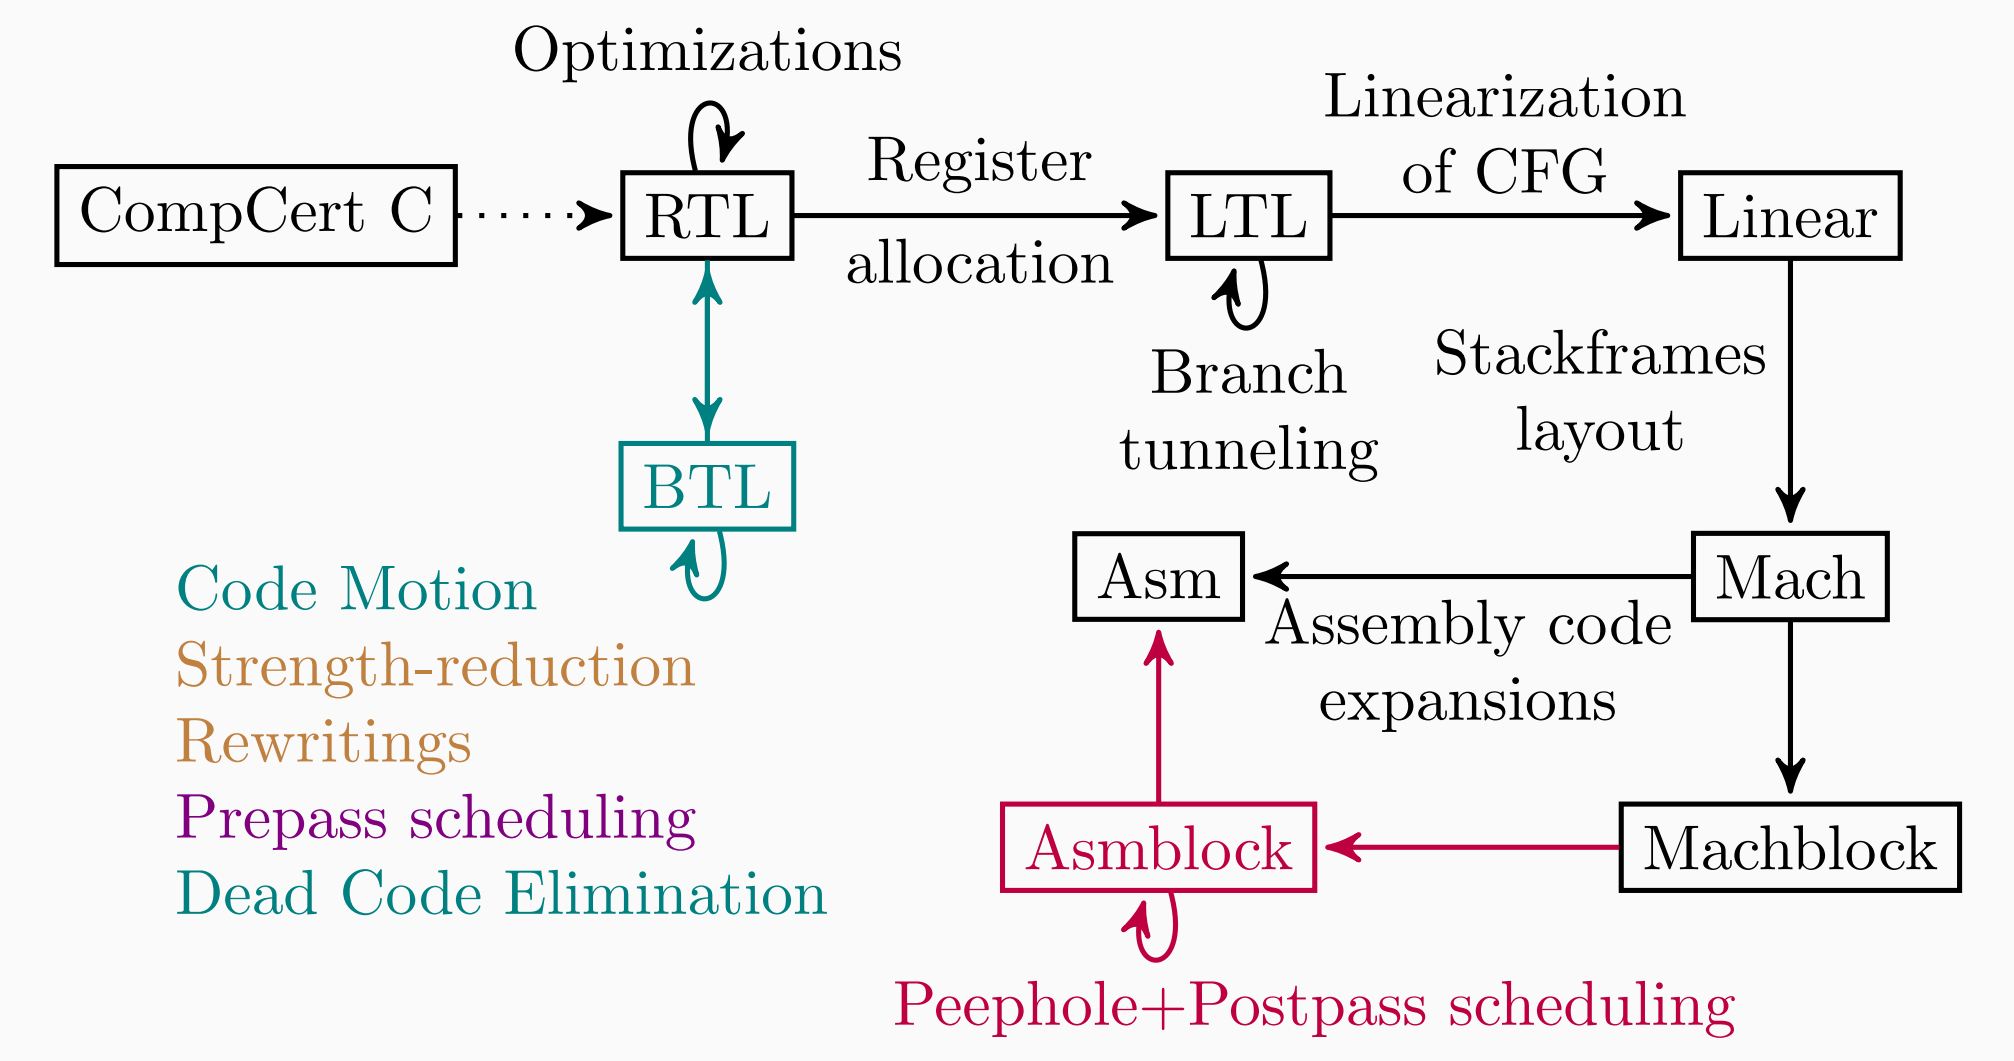 Optimizations
CompCert C
RTL
Register
allocation
LTL
Linearization
of CFG
Linear
Branch
tunneling
Stackframes
layout
BTL
Asm
Mach
Assembly code
expansions
Code Motion
Strength-reduction
Rewritings
Prepass scheduling
Dead Code Elimination
Asmblock
Machblock
Peephole+Postpass scheduling